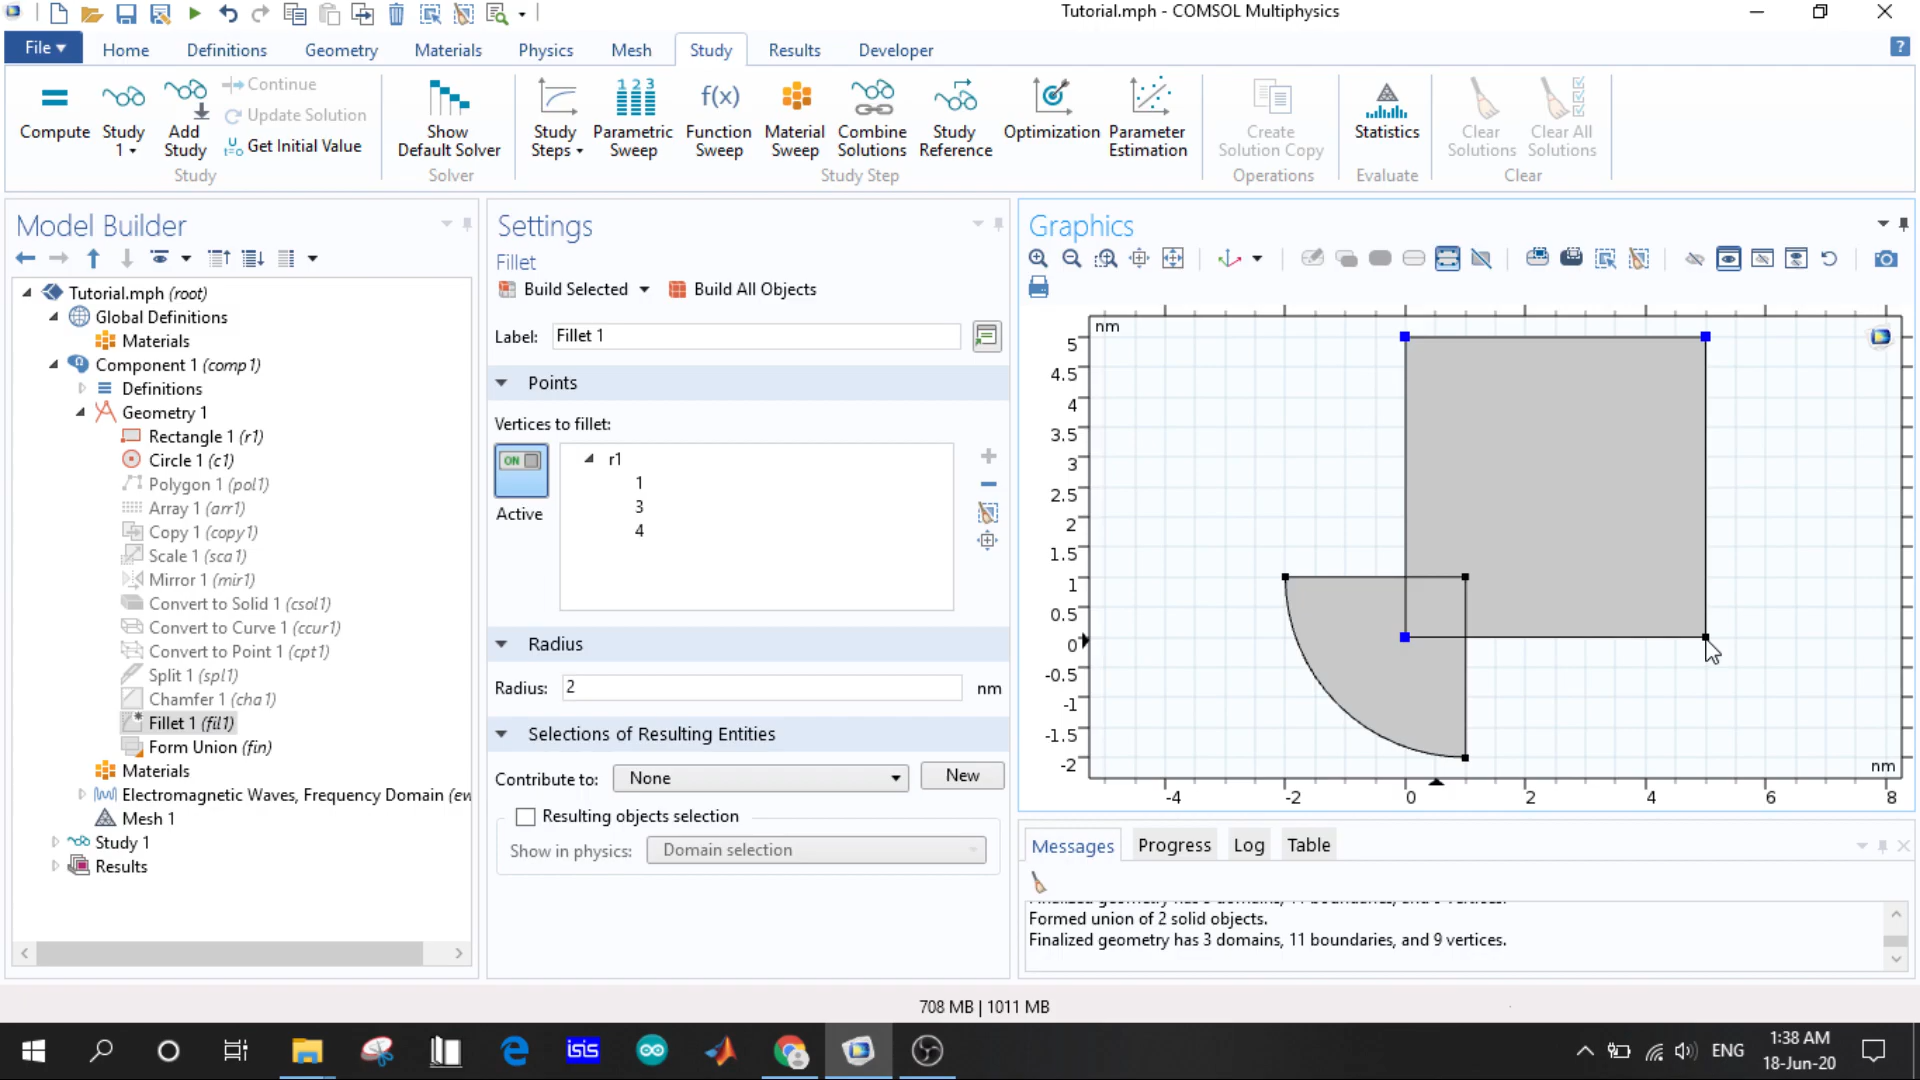 Tutorial.mph - COMSOL Multiphysics
File
Home
Definitions
Geometry
Materials
Physics
Mesh
Study
Results
Developer
?
Compute
Study 1
Add Study
Continue
Update Solution
Get Initial Value
Study
Show Default Solver
Solver
Study Steps
Parametric Sweep
Function Sweep
Material Sweep
Combine Solutions
Study Reference
Optimization
Parameter Estimation
Study Step
Create Solution Copy
Operations
Statistics
Evaluate
Clear Solutions
Clear All Solutions
Clear
Model Builder
Tutorial.mph (root)
Global Definitions
Materials
Component 1 (comp1)
Definitions
Geometry 1
Rectangle 1 (r1)
Circle 1 (c1)
Polygon 1 (pol1)
Array 1 (arr1)
Copy 1 (copy1)
Scale 1 (sca1)
Mirror 1 (mir1)
Convert to Solid 1 (csol1)
Convert to Curve 1 (ccur1)
Convert to Point 1 (cpt1)
Split 1 (spl1)
Chamfer 1 (cha1)
Fillet 1 (fil1)
Form Union (fin)
Materials
Electromagnetic Waves, Frequency Domain (ew
Mesh 1
Study 1
Results
Settings
Fillet
Build Selected
Build All Objects
Label: Fillet 1
Points
Vertices to fillet:
ON
Active
r1
1
3
4
Radius
Radius: 2 nm
Selections of Resulting Entities
Contribute to: None
New
Resulting objects selection
Show in physics: Domain selection
Graphics
nm
5
4.5
4
3.5
3
2.5
2
1.5
1
0.5
0
-0.5
-1
-1.5
-2
nm
-4 -2 0 2 4 6 8
Messages
Progress
Log
Table
Formed union of 2 solid objects.
Finalized geometry has 3 domains, 11 boundaries, and 9 vertices.
708 MB | 1011 MB
isis
ENG
1:38 AM
18-Jun-20